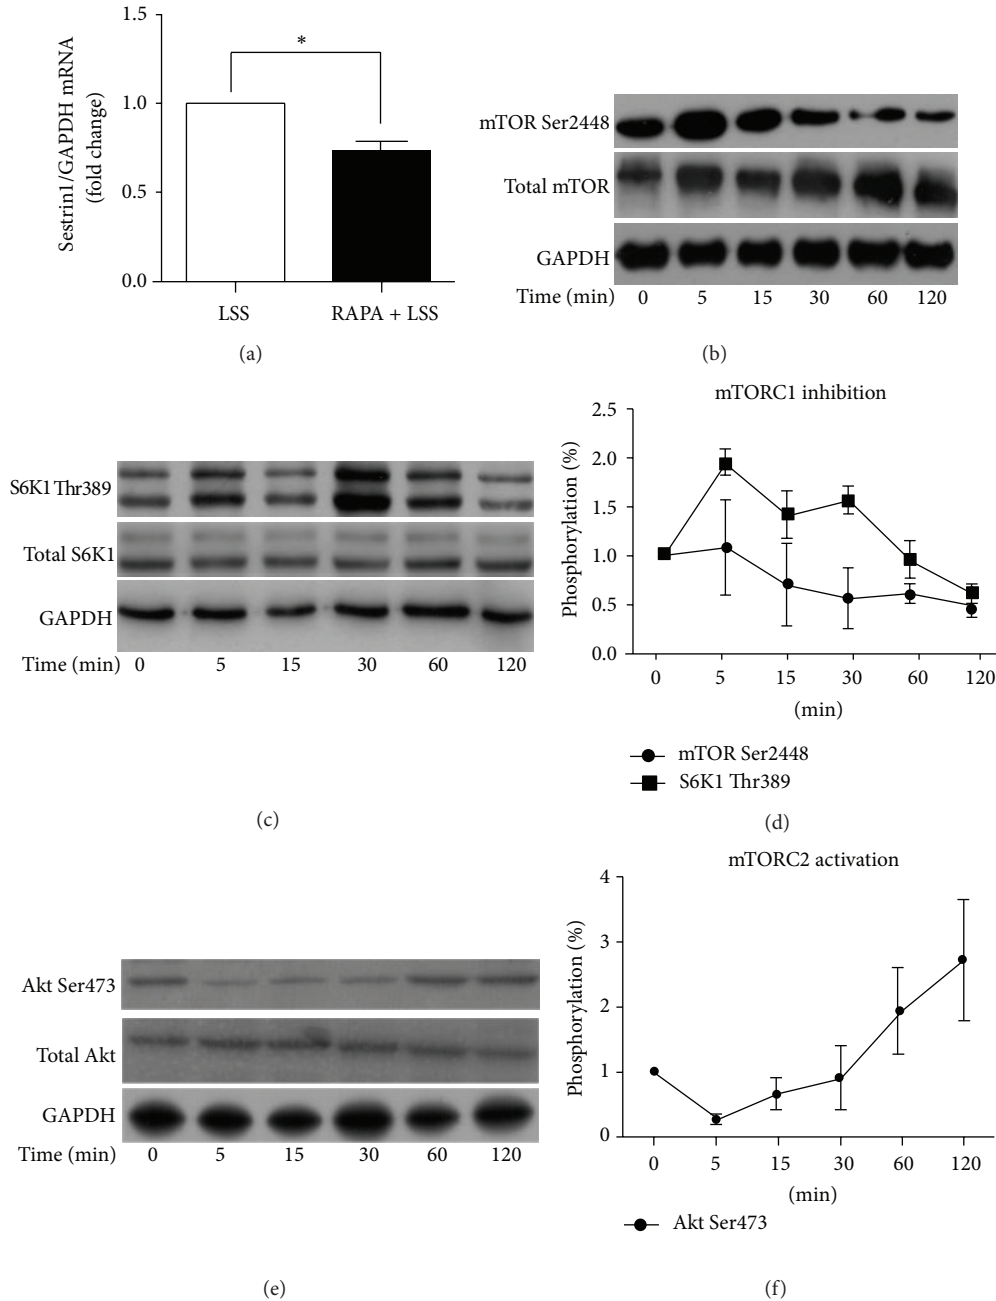 Sestrin1/GAPDH mRNA
(fold change)
1.5
1.0
0.5
0.0
*
LSS
RAPA + LSS
(a)
mTOR Ser2448
Total mTOR
GAPDH
Time (min) 0 5 15 30 60 120
(b)
S6K1 Thr389
Total S6K1
GAPDH
Time (min) 0 5 15 30 60 120
(c)
mTORC1 inhibition
Phosphorylation (%)
2.5
2.0
1.5
1.0
0.5
0.0
0 5 15 30 60 120
(min)
mTOR Ser2448
S6K1 Thr389
(d)
Akt Ser473
Total Akt
GAPDH
Time (min) 0 5 15 30 60 120
(e)
mTORC2 activation
Phosphorylation (%)
4
3
2
1
0
0 5 15 30 60 120
(min)
Akt Ser473
(f)